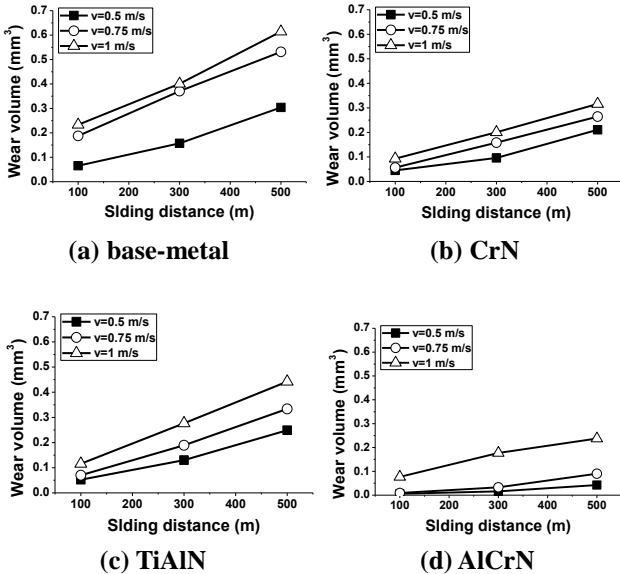 v=0.5 m/s
v=0.75 m/s
v=1 m/s
Wear volume (mm³)
0.7
0.6
0.5
0.4
0.3
0.2
0.1
0.0
100 200 300 400 500
SIding distance (m)
(a) base-metal
v=0.5 m/s
v=0.75 m/s
v=1 m/s
Wear volume (mm³)
0.7
0.6
0.5
0.4
0.3
0.2
0.1
0.0
100 200 300 400 500
SIding distance (m)
(b) CrN
v=0.5 m/s
v=0.75 m/s
v=1 m/s
Wear volume (mm³)
0.7
0.6
0.5
0.4
0.3
0.2
0.1
0.0
100 200 300 400 500
SIding distance (m)
(c) TiAlN
v=0.5 m/s
v=0.75 m/s
v=1 m/s
Wear volume (mm³)
0.7
0.6
0.5
0.4
0.3
0.2
0.1
0.0
100 200 300 400 500
SIding distance (m)
(d) AlCrN